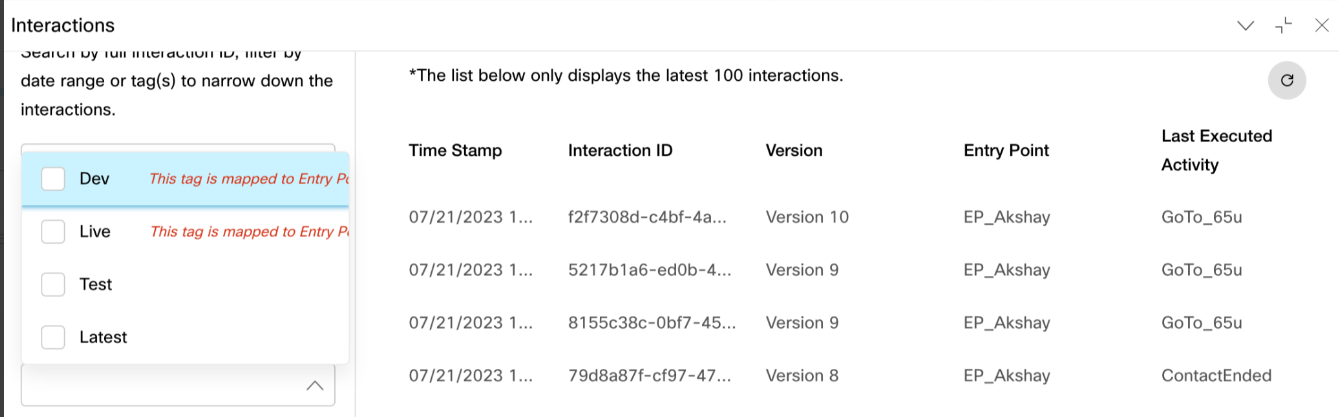 Interactions
Search by full interaction ID, filter by
date range or tag(s) to narrow down the
interactions.
Dev This tag is mapped to Entry Po
Live This tag is mapped to Entry Po
Test
Latest
*The list below only displays the latest 100 interactions.
Time Stamp Interaction ID Version Entry Point Last Executed Activity
07/21/2023 1... f2f7308d-c4bf-4a... Version 10 EP_Akshay GoTo_65u
07/21/2023 1... 5217b1a6-ed0b-4... Version 9 EP_Akshay GoTo_65u
07/21/2023 1... 8155c38c-0bf7-45... Version 9 EP_Akshay GoTo_65u
07/21/2023 1... 79d8a87f-cf97-47... Version 8 EP_Akshay ContactEnded